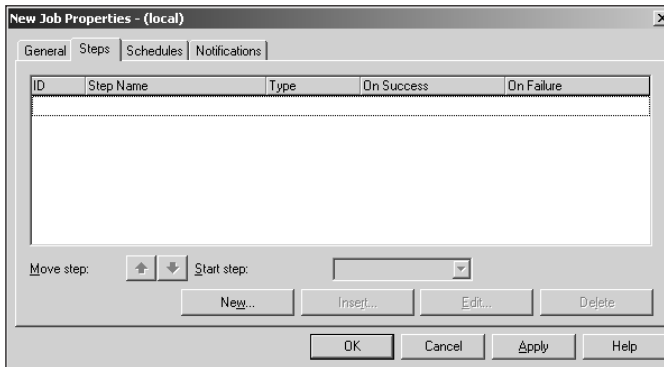 New Job Properties - (local)
General Steps Schedules Notifications
ID Step Name Type On Success On Failure
Move step: Start step:
New... Insert... Edit... Delete
OK Cancel Apply Help